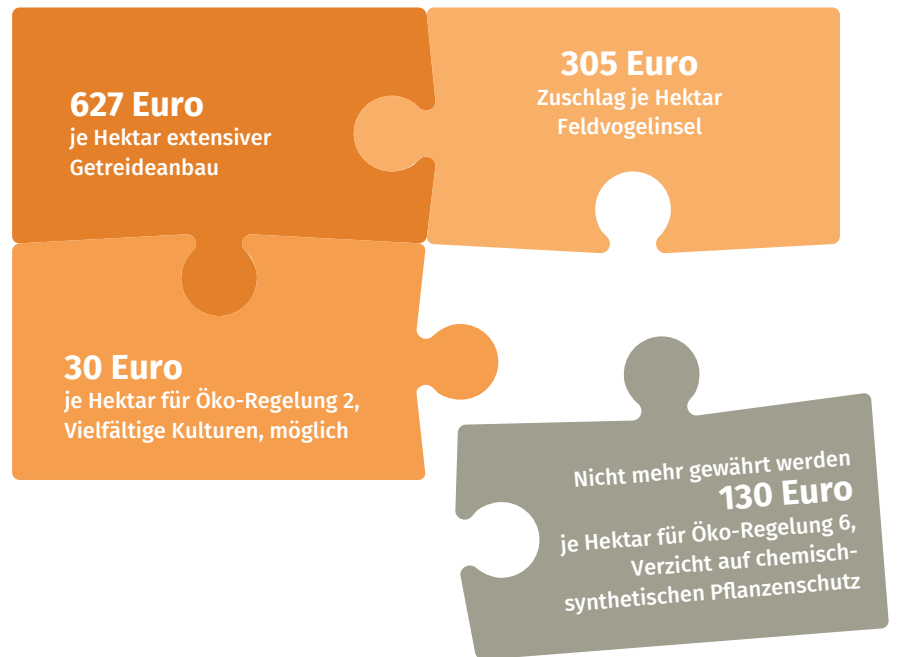 627 Euro
je Hektar extensiver
Getreideanbau
305 Euro
Zuschlag je Hektar
Feldvogelinsel
30 Euro
je Hektar für Öko-Regelung 2,
Vielfältige Kulturen, möglich
Nicht mehr gewährt werden
130 Euro
je Hektar für Öko-Regelung 6,
Verzicht auf chemisch-
synthetischen Pflanzenschutz